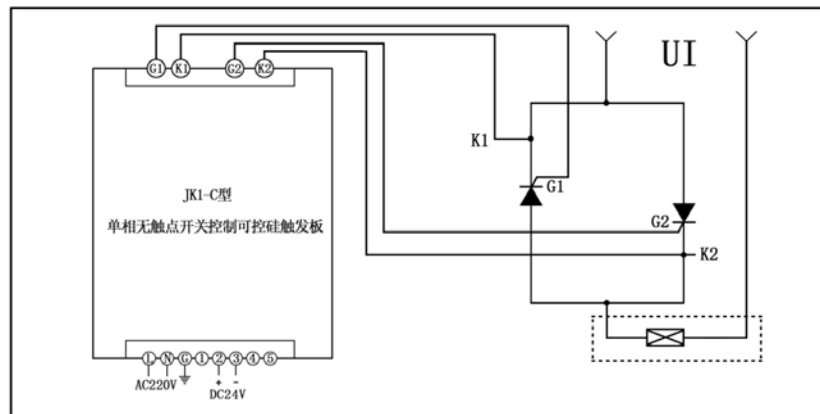 G1 K1 G2 K2
UI
K1
G1
JK1-C型
单相无触点开关控制可控硅触发板
G2
K2
L N G 1 2 3 4 5
AC220V + -
DC24V